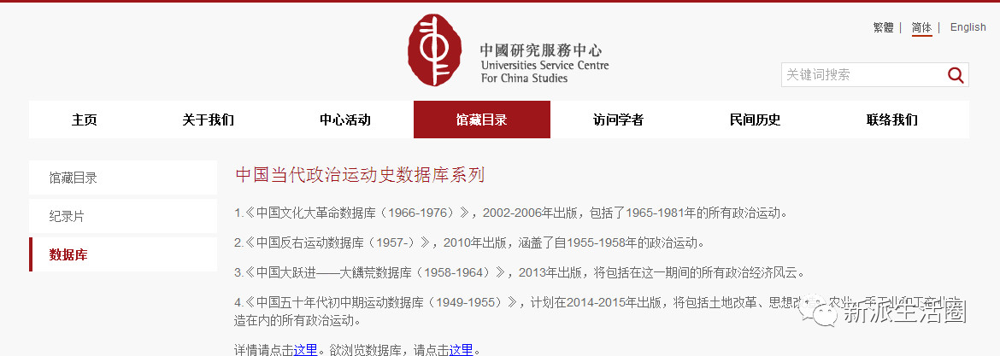 繁體 | 简体 | English
中國研究服務中心
Universities Service Centre
For China Studies
关键词搜索
主页 关于我们 中心活动 馆藏目录 访问学者 民间历史 联络我们
馆藏目录
纪录片
数据库
中国当代政治运动史数据库系列
1.《中国文化大革命数据库（1966-1976）》，2002-2006年出版，包括了1965-1981年的所有政治运动。
2.《中国反右运动数据库（1957-）》，2010年出版，涵盖了自1955-1958年的政治运动。
3.《中国大跃进——大饑荒数据库（1958-1964）》，2013年出版，将包括在这一期间的所有政治经济风云。
4.《中国五十年代初中期运动数据库（1949-1955）》，计划在2014-2015年出版，将包括土地改革、思想改 农业、手工业和工商业改
造在内的所有政治运动。
详情请点击这里。欲浏览数据库，请点击这里。
新派生活圈